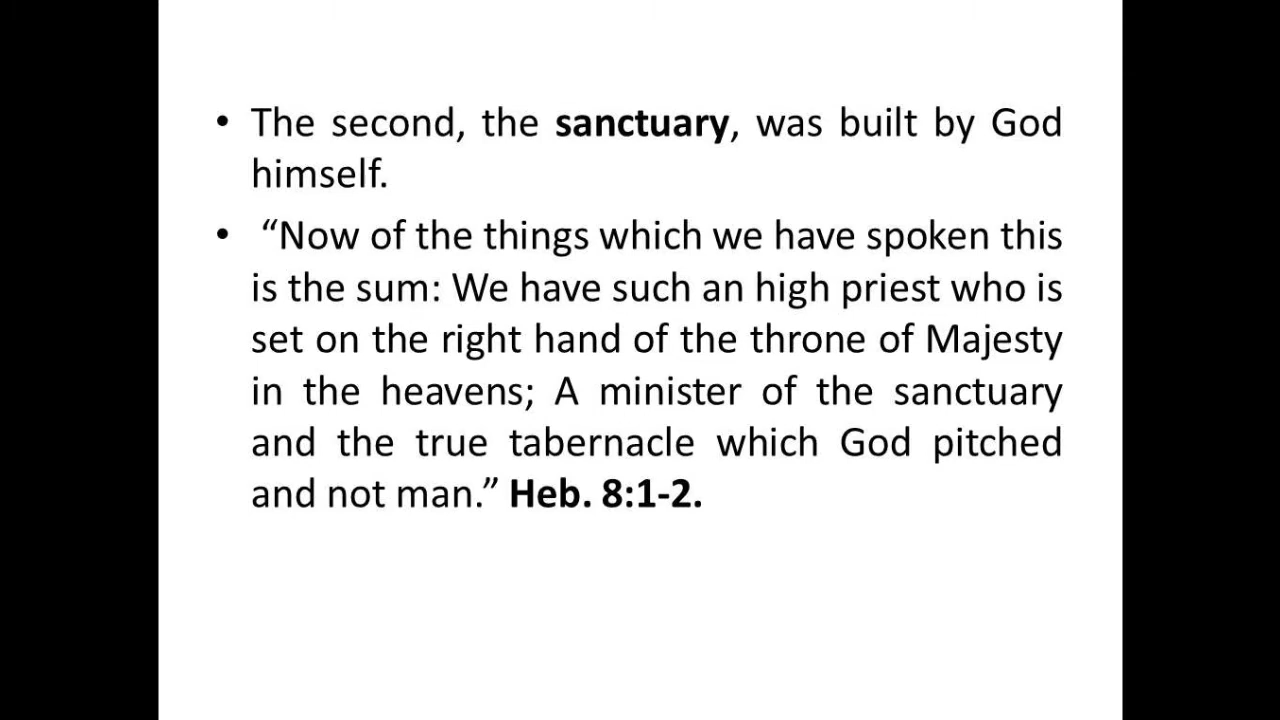 • The second, the sanctuary, was built by God
himself.
• “Now of the things which we have spoken this
is the sum: We have such an high priest who is
set on the right hand of the throne of Majesty
in the heavens; A minister of the sanctuary
and the true tabernacle which God pitched
and not man.” Heb. 8:1-2.